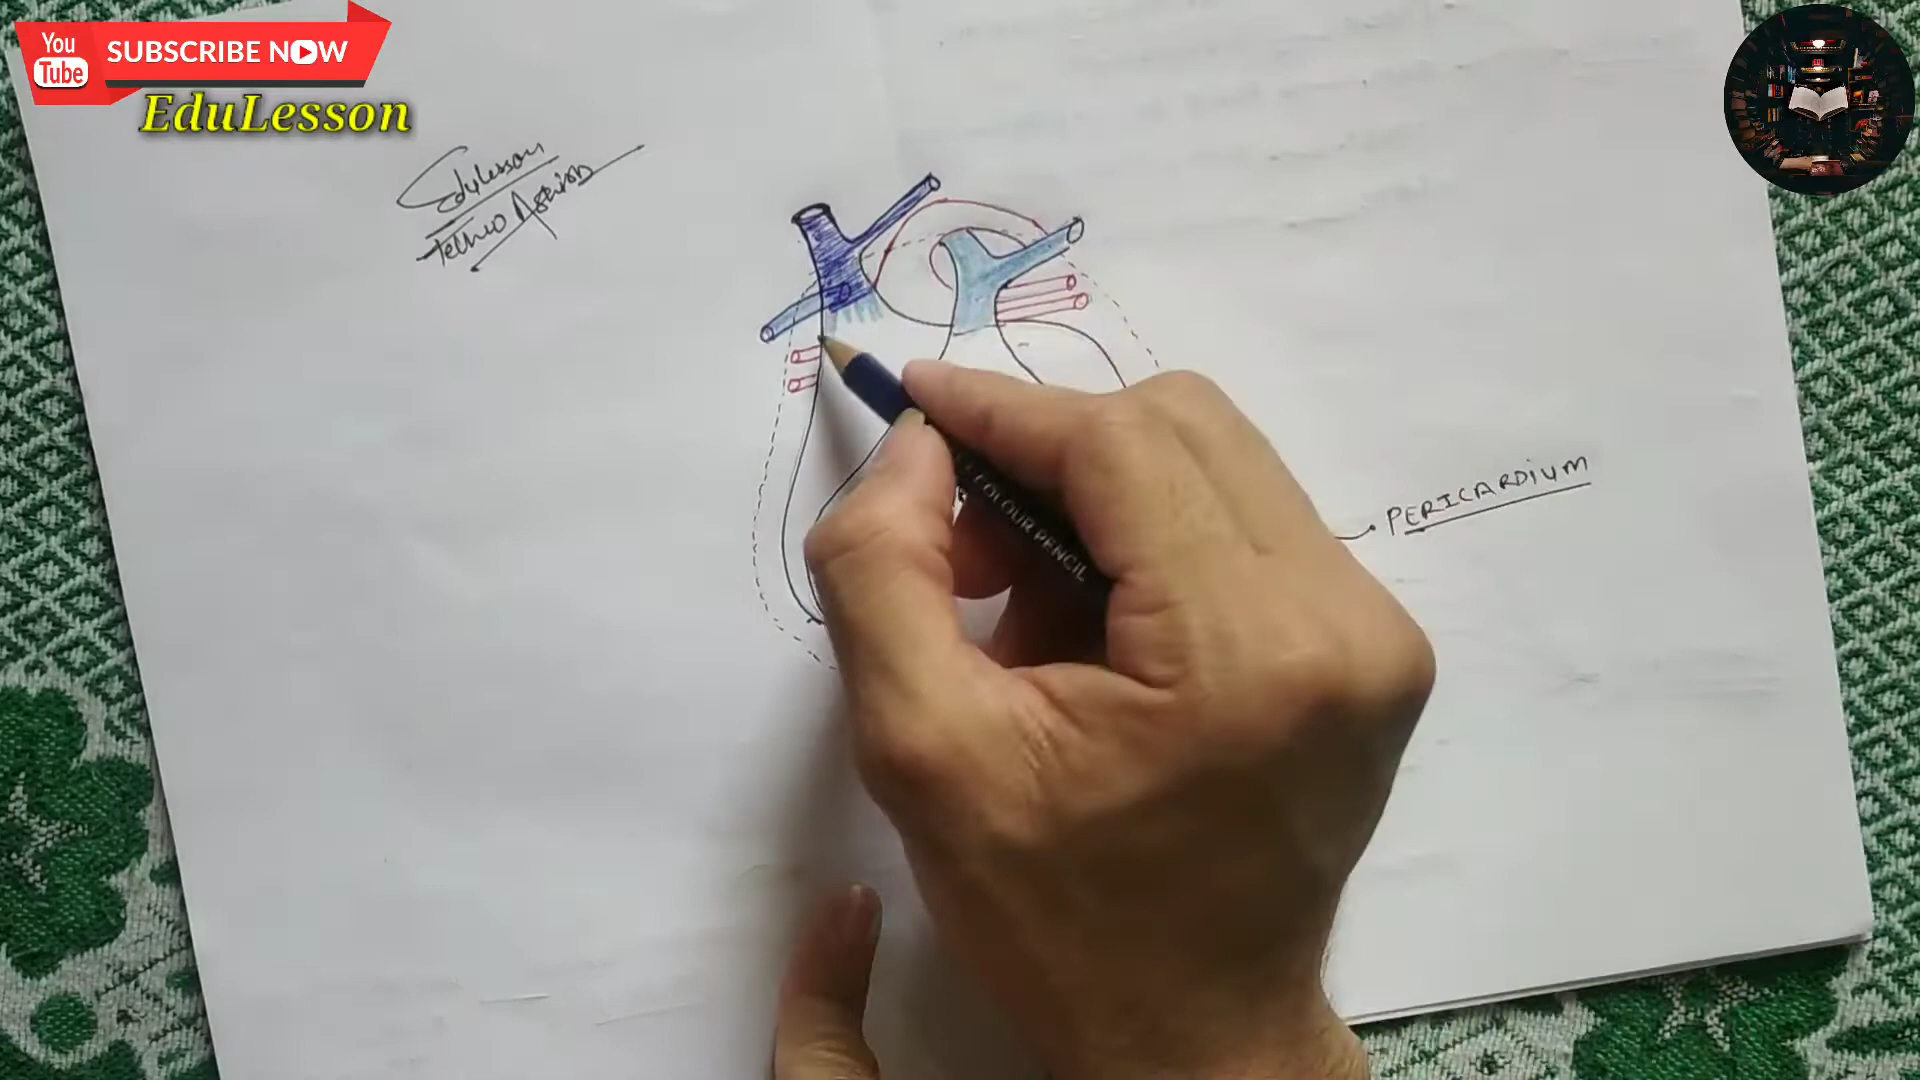 You
Tube
SUBSCRIBE NOW
EduLesson
Edulesson
PERICARDIUM
COLOUR PENCIL